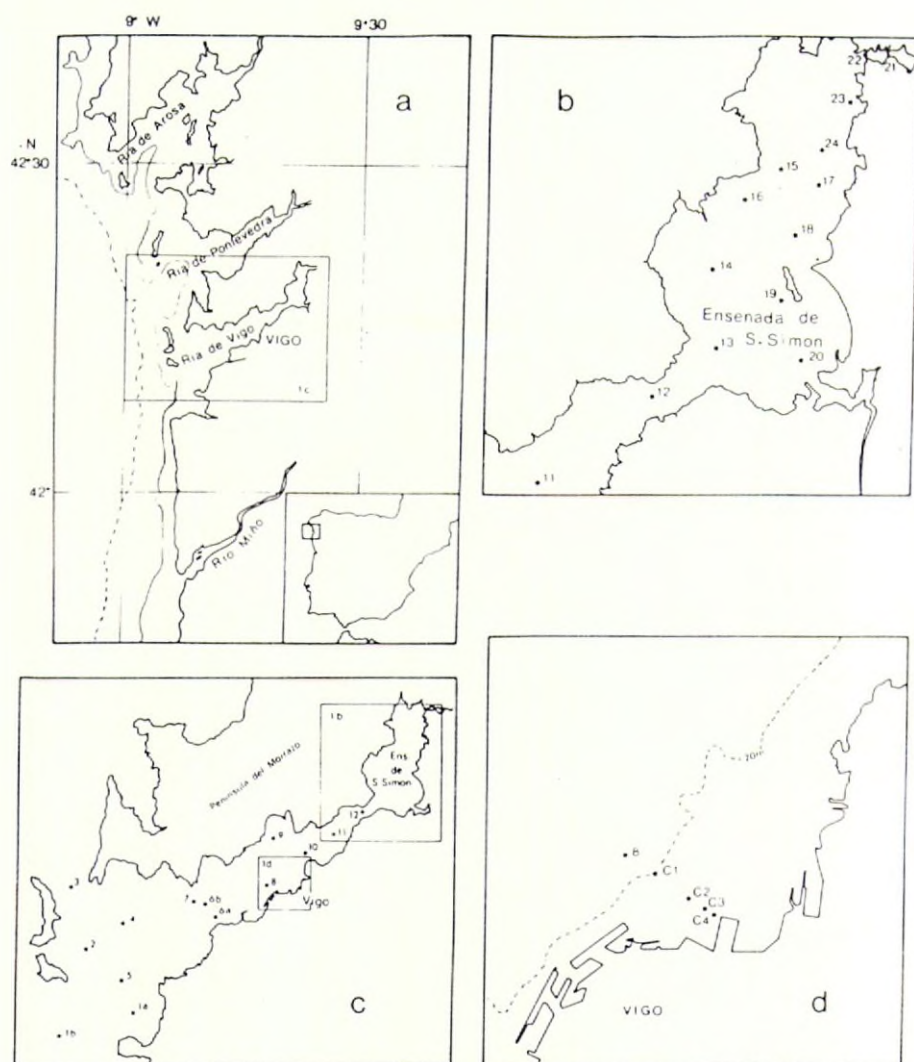 9° W
9°30
N
42°30
42°
a
Ria de Arosa
Ria de Pontevedra
Ria de Vigo
VIGO
1c
Rio Miño
b
22
21
23
24
15
17
16
18
14
19
Ensenada de
S. Simon
13
20
12
11
1b
Peninsula del Morrazo
Ens
de
S. Simon
12
11
9
10
1d
8
Vigo
3
7
6b
6a
4
2
5
1a
1b
c
20m
8
C1
C2
C3
C4
VIGO
d